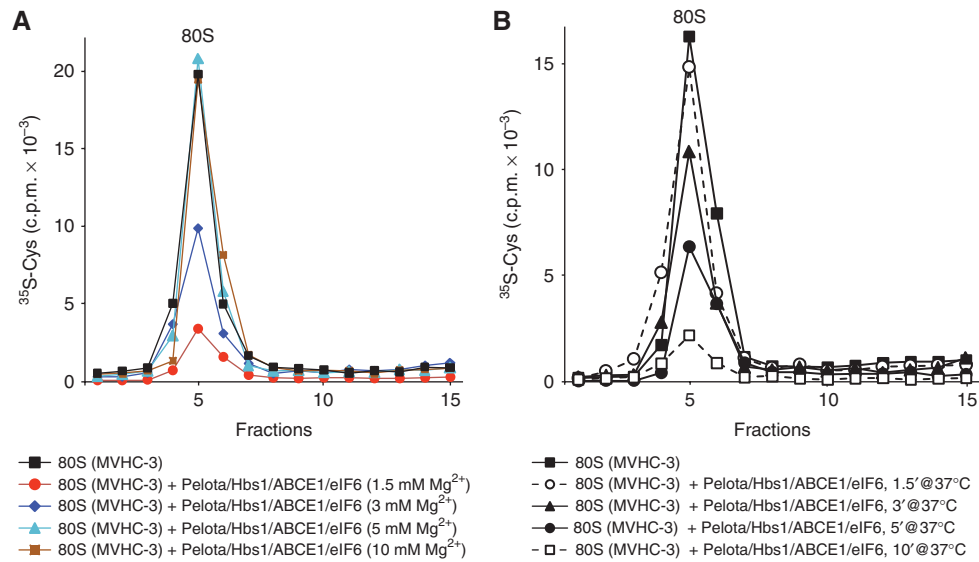 A
80S
20
15
10
5
0
³⁵S-Cys (c.p.m. × 10⁻³)
5
10
15
Fractions
80S (MVHC-3)
80S (MVHC-3) + Pelota/Hbs1/ABCE1/eIF6 (1.5 mM Mg²⁺)
80S (MVHC-3) + Pelota/Hbs1/ABCE1/eIF6 (3 mM Mg²⁺)
80S (MVHC-3) + Pelota/Hbs1/ABCE1/eIF6 (5 mM Mg²⁺)
80S (MVHC-3) + Pelota/Hbs1/ABCE1/eIF6 (10 mM Mg²⁺)
B
80S
15
10
5
0
³⁵S-Cys (c.p.m. × 10⁻³)
5
10
15
Fractions
80S (MVHC-3)
80S (MVHC-3) + Pelota/Hbs1/ABCE1/eIF6, 1.5′@37°C
80S (MVHC-3) + Pelota/Hbs1/ABCE1/eIF6, 3′@37°C
80S (MVHC-3) + Pelota/Hbs1/ABCE1/eIF6, 5′@37°C
80S (MVHC-3) + Pelota/Hbs1/ABCE1/eIF6, 10′@37°C